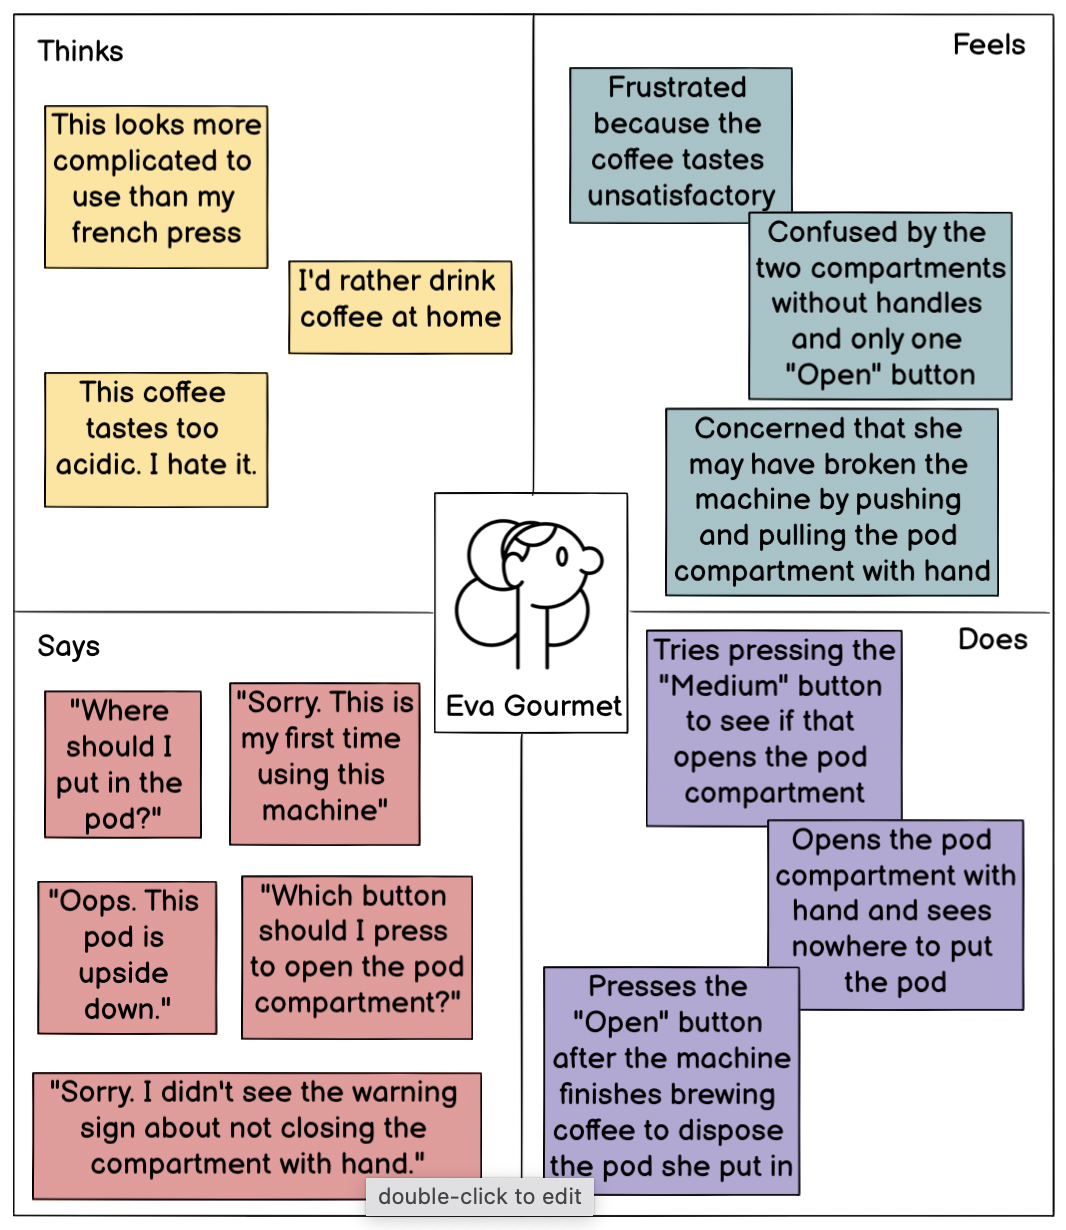 Thinks
This looks more
complicated to
use than my
french press
I'd rather drink
coffee at home
This coffee
tastes too
acidic. I hate it.
Feels
Frustrated
because the
coffee tastes
unsatisfactory
Confused by the
two compartments
without handles
and only one
"Open" button
Concerned that she
may have broken the
machine by pushing
and pulling the pod
compartment with hand
Eva Gourmet
Says
"Where
should I
put in the
pod?"
"Sorry. This is
my first time
using this
machine"
"Oops. This
pod is
upside
down."
"Which button
should I press
to open the pod
compartment?"
"Sorry. I didn't see the warning
sign about not closing the
compartment with hand."
Does
Tries pressing the
"Medium" button
to see if that
opens the pod
compartment
Opens the pod
compartment with
hand and sees
nowhere to put
the pod
Presses the
"Open" button
after the machine
finishes brewing
coffee to dispose
the pod she put in
double-click to edit